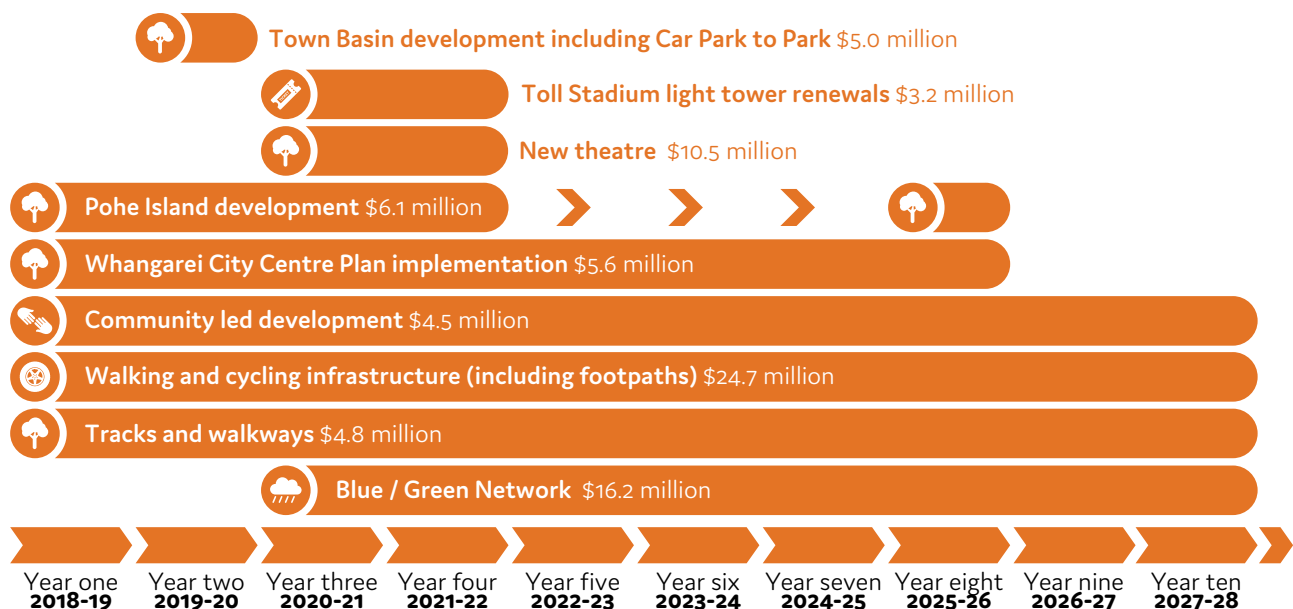 Town Basin development including Car Park to Park $5.0 million
Toll Stadium light tower renewals $3.2 million
New theatre $10.5 million
Pohe Island development $6.1 million
Whangarei City Centre Plan implementation $5.6 million
Community led development $4.5 million
Walking and cycling infrastructure (including footpaths) $24.7 million
Tracks and walkways $4.8 million
Blue / Green Network $16.2 million
Year one Year two Year three Year four Year five Year six Year seven Year eight Year nine Year ten
2018-19 2019-20 2020-21 2021-22 2022-23 2023-24 2024-25 2025-26 2026-27 2027-28